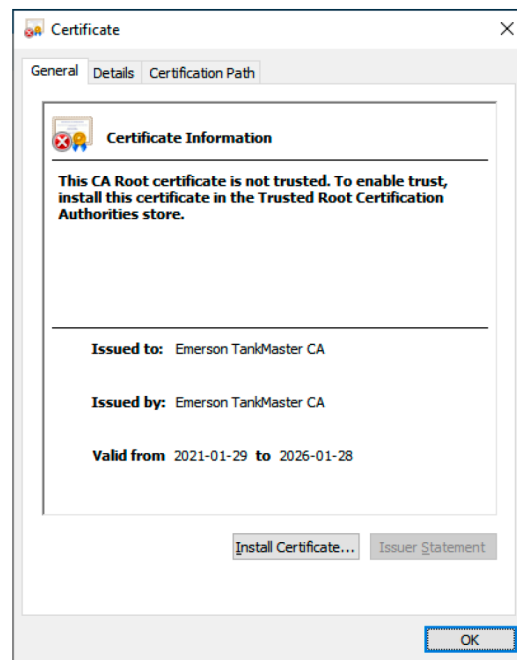 Certificate
General Details Certification Path
Certificate Information
This CA Root certificate is not trusted. To enable trust,
install this certificate in the Trusted Root Certification
Authorities store.
Issued to: Emerson TankMaster CA
Issued by: Emerson TankMaster CA
Valid from 2021-01-29 to 2026-01-28
Install Certificate... Issuer Statement
OK